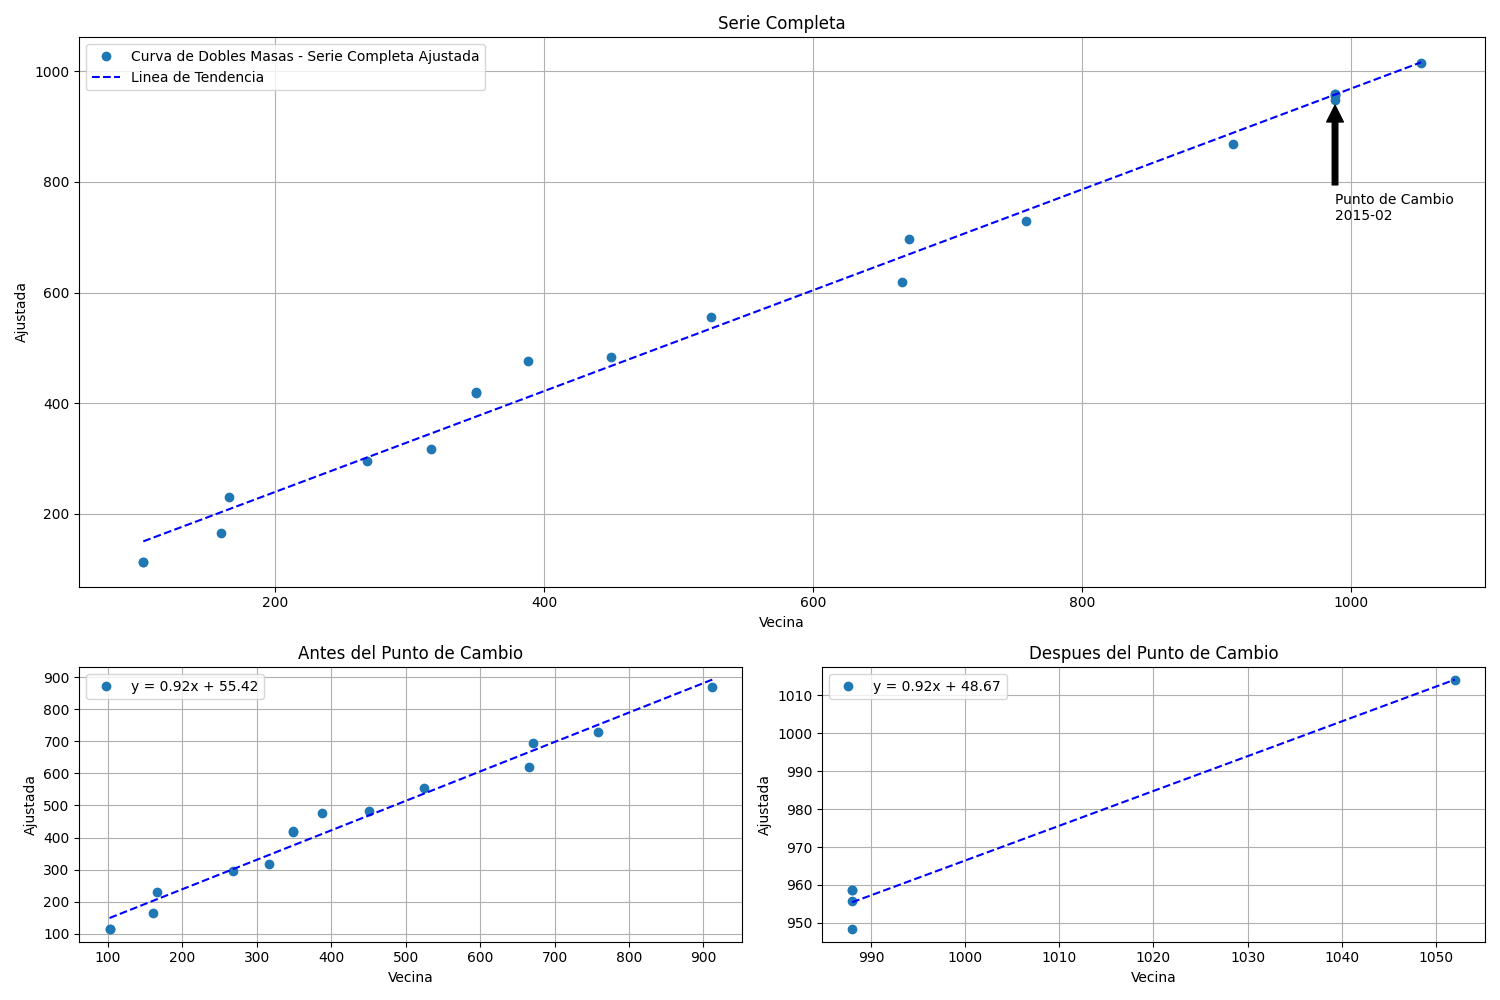 Serie Completa
Curva de Dobles Masas - Serie Completa Ajustada
Linea de Tendencia
1000
800
600
400
200
Ajustada
Punto de Cambio
2015-02
200 400 600 800 1000
Vecina
Antes del Punto de Cambio
y = 0.92x + 55.42
900
800
700
600
500
400
300
200
100
Ajustada
100 200 300 400 500 600 700 800 900
Vecina
Despues del Punto de Cambio
y = 0.92x + 48.67
1010
1000
990
980
970
960
950
Ajustada
990 1000 1010 1020 1030 1040 1050
Vecina